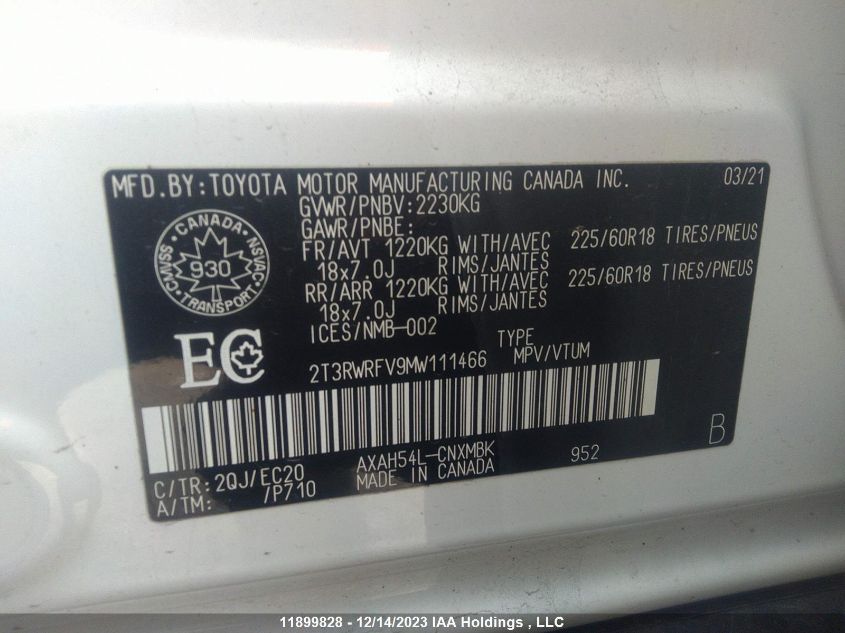 MFD.BY:TOYOTA MOTOR MANUFACTURING CANADA INC. 03/21
GVWR/PNBV:2230KG
GAWR/PNBE:
FR/AVT 1220KG WITH/AVEC 225/60R18 TIRES/PNEUS
18x7.0J RIMS/JANTES
RR/ARR 1220KG WITH/AVEC 225/60R18 TIRES/PNEUS
18x7.0J RIMS/JANTES
ICES/NMB-002
CANADA
CMVSS NSVAC
930
TRANSPORT
EC
2T3RWRFV9MW111466 TYPE
MPV/VTUM
B
C/TR:2QJ/EC20 AXAH54L-CNXMBK 952
A/TM: /P710 MADE IN CANADA
11899828 - 12/14/2023 IAA Holdings , LLC